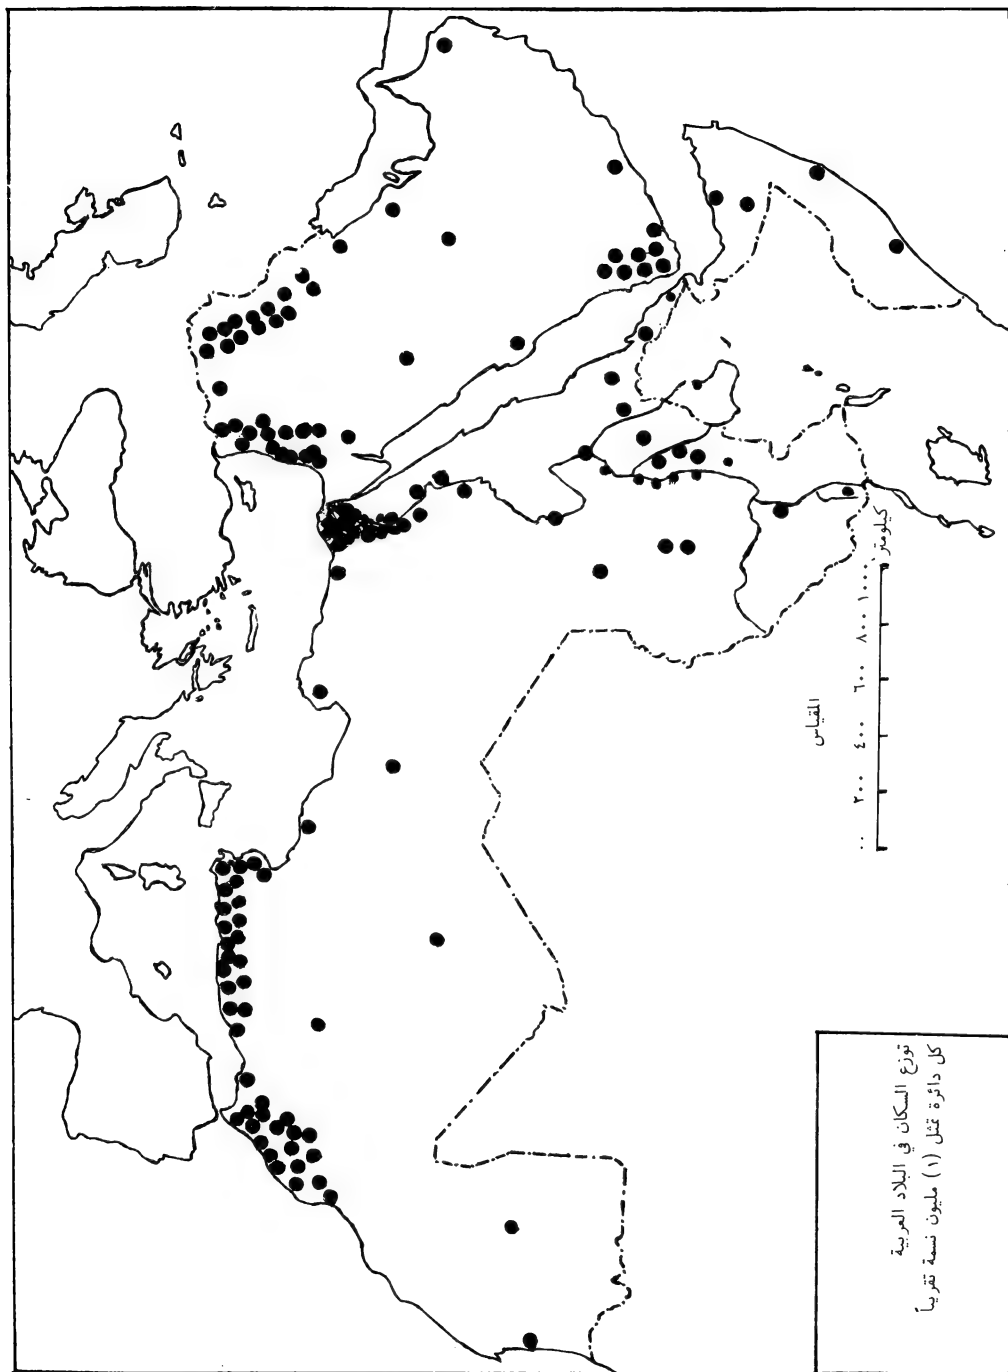 توزع السكان في البلاد العربية
كل دائرة تمثل (١) مليون نسمة تقريباً
المقياس
٠٠ ٢٠٠ ٤٠٠ ٦٠٠ ٨٠٠ ١٠٠٠ كيلومتر